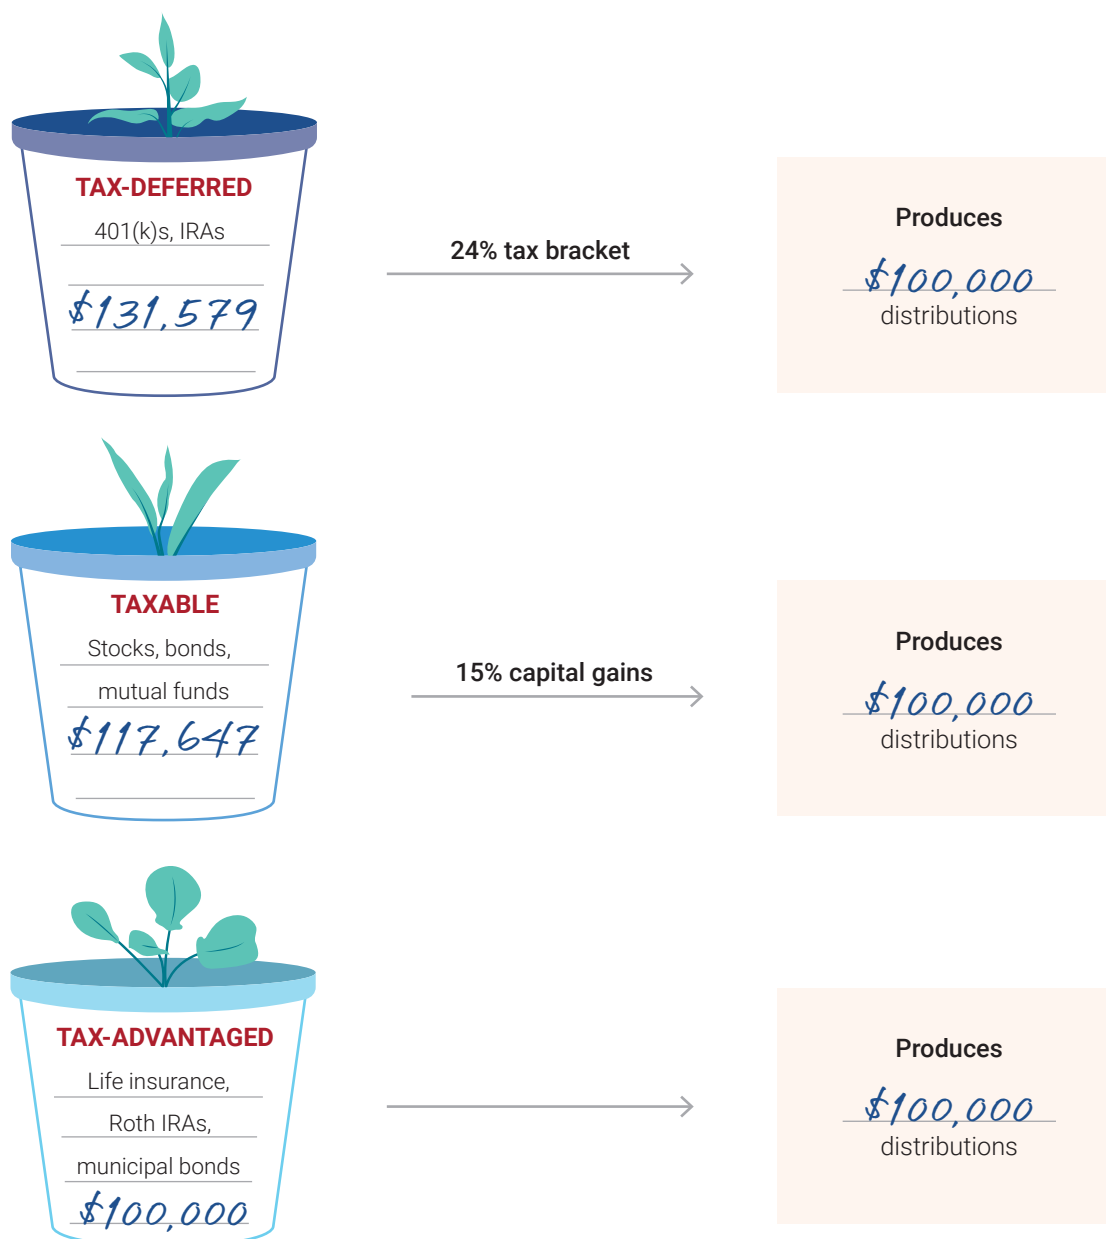 TAX-DEFERRED
401(k)s, IRAs
$131,579
24% tax bracket
Produces
$100,000
distributions
TAXABLE
Stocks, bonds,
mutual funds
$117,647
15% capital gains
Produces
$100,000
distributions
TAX-ADVANTAGED
Life insurance,
Roth IRAs,
municipal bonds
$100,000
Produces
$100,000
distributions